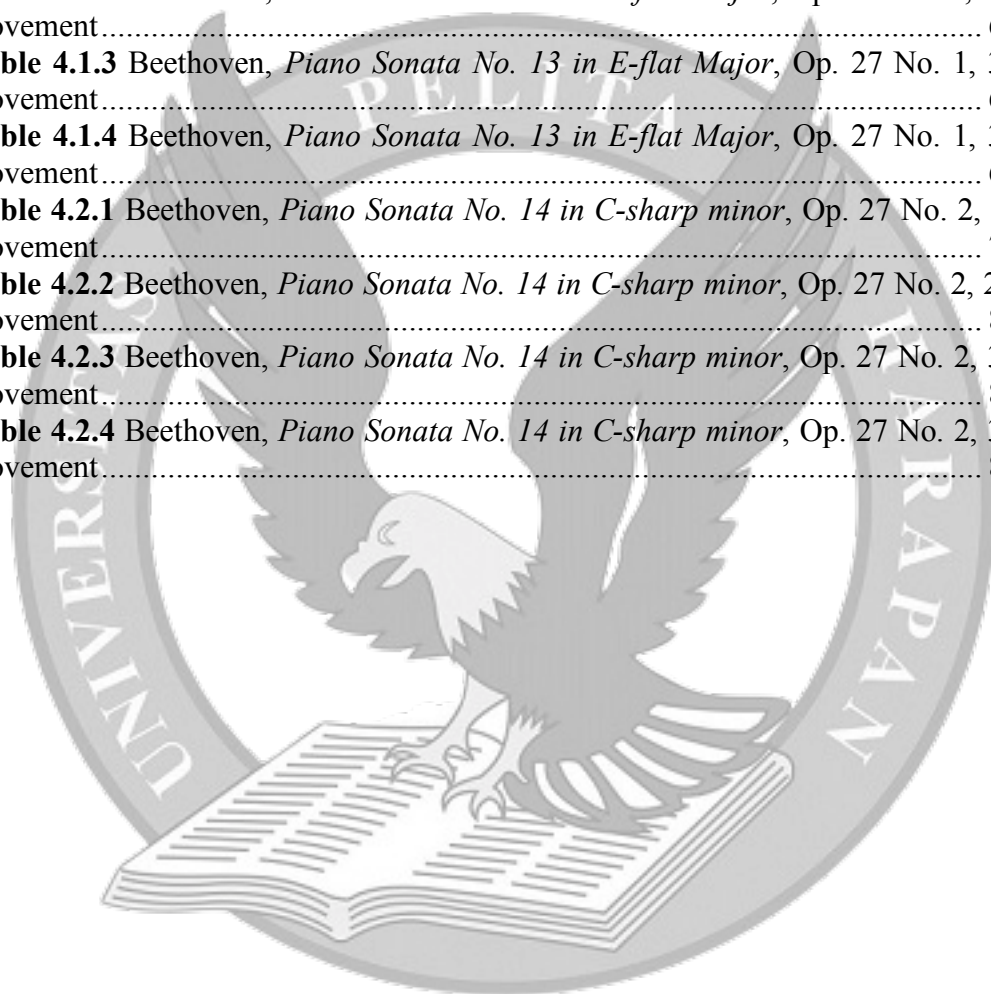 ovement
ble 4.1.3 Beethoven, Piano Sonata No. 13 in E-flat Major, Op. 27 No. 1,
ovement
ble 4.1.4 Beethoven, Piano Sonata No. 13 in E-flat Major, Op. 27 No. 1,
ovement
ble 4.2.1 Beethoven, Piano Sonata No. 14 in C-sharp minor, Op. 27 No. 2,
ovement
ble 4.2.2 Beethoven, Piano Sonata No. 14 in C-sharp minor, Op. 27 No. 2, 2
ovement
ble 4.2.3 Beethoven, Piano Sonata No. 14 in C-sharp minor, Op. 27 No. 2,
ovement
ble 4.2.4 Beethoven, Piano Sonata No. 14 in C-sharp minor, Op. 27 No. 2,
ovement
UNIVERSITAS PELITA HARAPAN